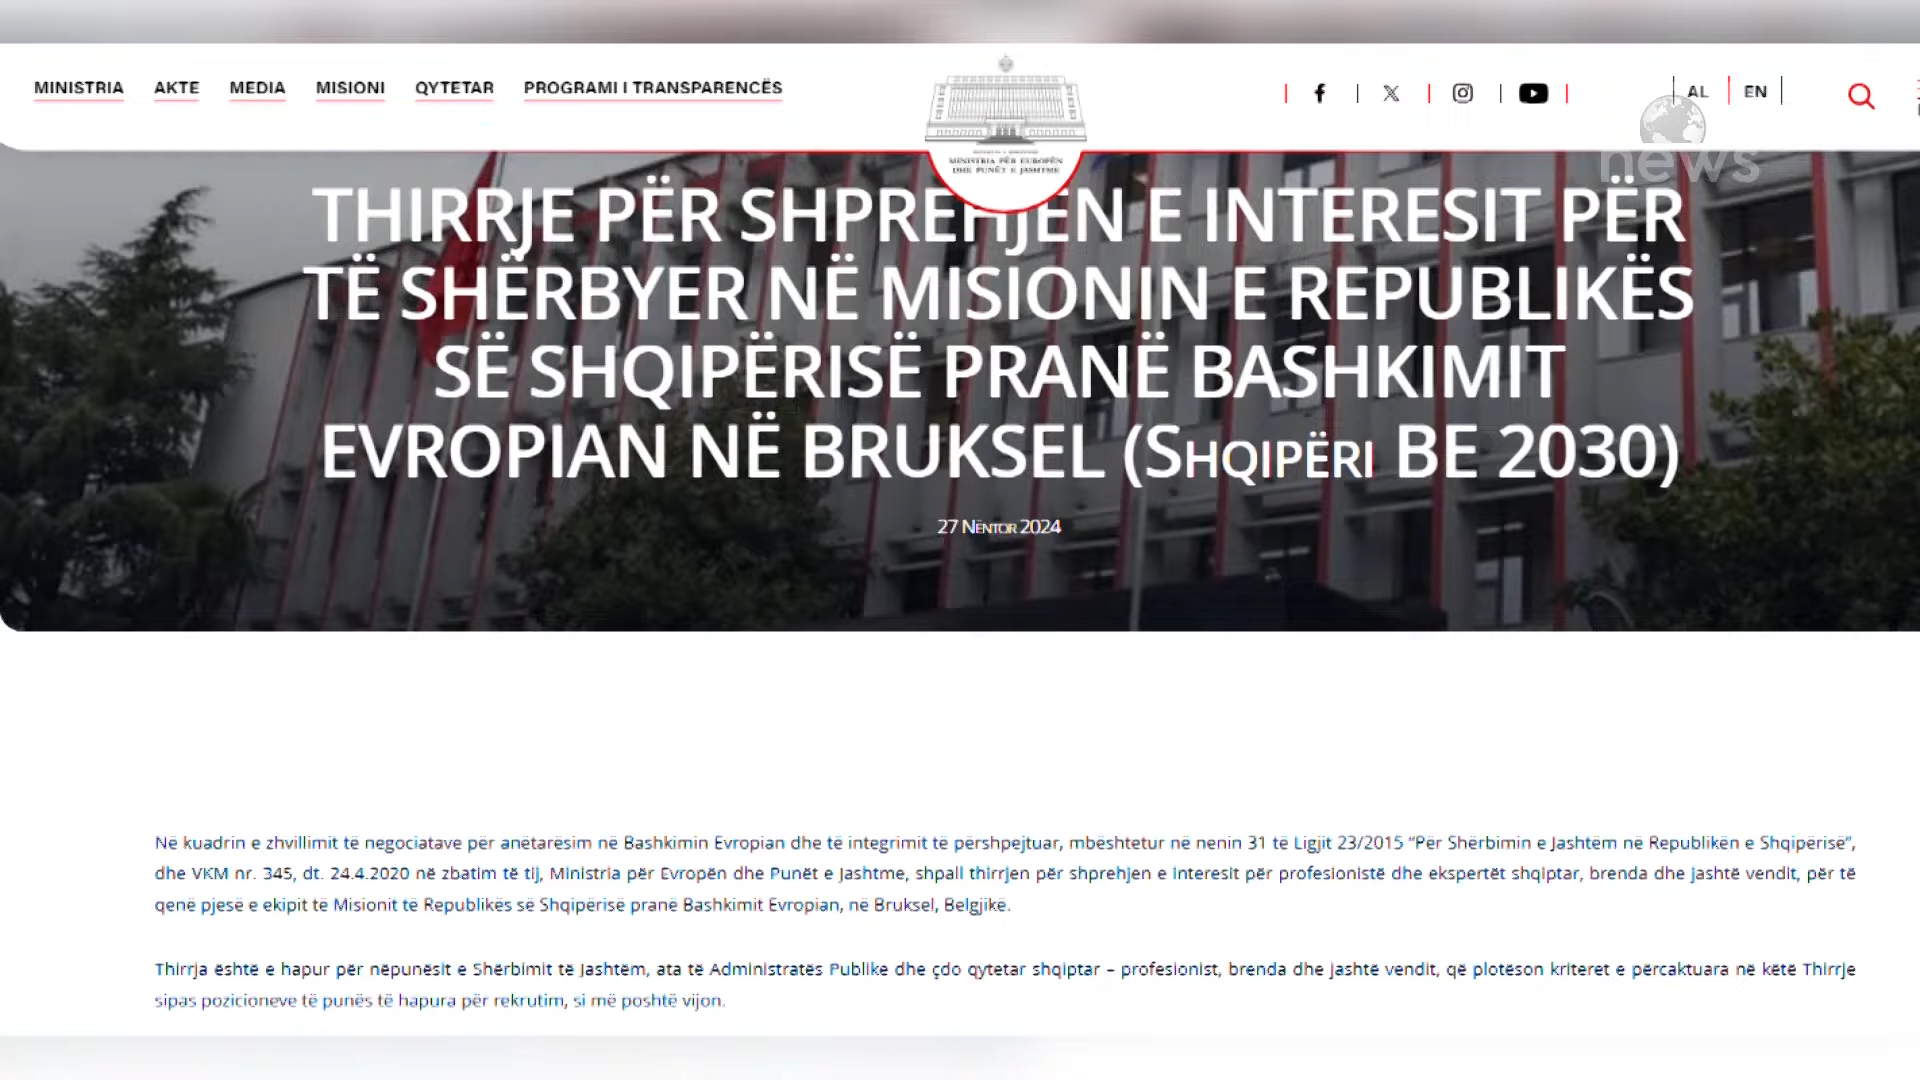 MINISTRIA AKTE MEDIA MISIONI QYTETAR PROGRAMI I TRANSPARENCËS
AL EN
MINISTRIA PËR EUROPËN
DHE PUNËT E JASHTME
news
THIRRJE PËR SHPREHJEN E INTERESIT PËR
TË SHËRBYER NË MISIONIN E REPUBLIKËS
SË SHQIPËRISË PRANË BASHKIMIT
EVROPIAN NË BRUKSEL (SHQIPËRI BE 2030)
27 NËNTOR 2024
Në kuadrin e zhvillimit të negociatave për anëtarësim në Bashkimin Evropian dhe të integrimit të përshpejtuar, mbështetur në nenin 31 të Ligjit 23/2015 “Për Shërbimin e Jashtëm në Republikën e Shqipërisë”,
dhe VKM nr. 345, dt. 24.4.2020 në zbatim të tij, Ministria për Evropën dhe Punët e Jashtme, shpall thirrjen për shprehjen e interesit për profesionistë dhe ekspertët shqiptar, brenda dhe jashtë vendit, për të
qenë pjesë e ekipit të Misionit të Republikës së Shqipërisë pranë Bashkimit Evropian, në Bruksel, Belgjikë.
Thirrja është e hapur për nëpunësit e Shërbimit të Jashtëm, ata të Administratës Publike dhe çdo qytetar shqiptar – profesionist, brenda dhe jashtë vendit, që plotëson kriteret e përcaktuara në këtë Thirrje
sipas pozicioneve të punës të hapura për rekrutim, si më poshtë vijon.